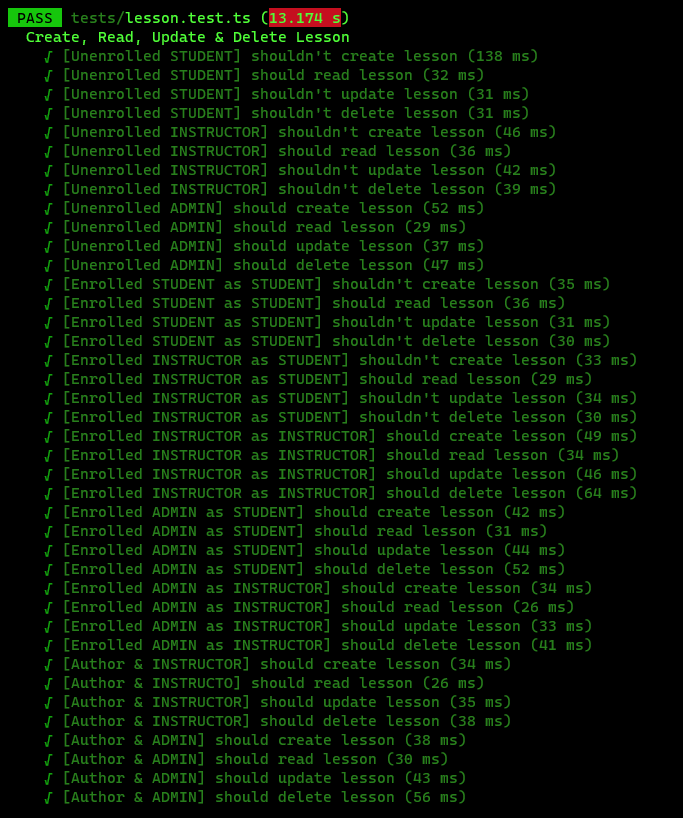 PASS tests/lesson.test.ts (13.174 s)
Create, Read, Update & Delete Lesson
√ [Unenrolled STUDENT] shouldn't create lesson (138 ms)
√ [Unenrolled STUDENT] should read lesson (32 ms)
√ [Unenrolled STUDENT] shouldn't update lesson (31 ms)
√ [Unenrolled STUDENT] shouldn't delete lesson (31 ms)
√ [Unenrolled INSTRUCTOR] shouldn't create lesson (46 ms)
√ [Unenrolled INSTRUCTOR] should read lesson (36 ms)
√ [Unenrolled INSTRUCTOR] shouldn't update lesson (42 ms)
√ [Unenrolled INSTRUCTOR] shouldn't delete lesson (39 ms)
√ [Unenrolled ADMIN] should create lesson (52 ms)
√ [Unenrolled ADMIN] should read lesson (29 ms)
√ [Unenrolled ADMIN] should update lesson (37 ms)
√ [Unenrolled ADMIN] should delete lesson (47 ms)
√ [Enrolled STUDENT as STUDENT] shouldn't create lesson (35 ms)
√ [Enrolled STUDENT as STUDENT] should read lesson (36 ms)
√ [Enrolled STUDENT as STUDENT] shouldn't update lesson (31 ms)
√ [Enrolled STUDENT as STUDENT] shouldn't delete lesson (30 ms)
√ [Enrolled INSTRUCTOR as STUDENT] shouldn't create lesson (33 ms)
√ [Enrolled INSTRUCTOR as STUDENT] should read lesson (29 ms)
√ [Enrolled INSTRUCTOR as STUDENT] shouldn't update lesson (34 ms)
√ [Enrolled INSTRUCTOR as STUDENT] shouldn't delete lesson (30 ms)
√ [Enrolled INSTRUCTOR as INSTRUCTOR] should create lesson (49 ms)
√ [Enrolled INSTRUCTOR as INSTRUCTOR] should read lesson (34 ms)
√ [Enrolled INSTRUCTOR as INSTRUCTOR] should update lesson (46 ms)
√ [Enrolled INSTRUCTOR as INSTRUCTOR] should delete lesson (64 ms)
√ [Enrolled ADMIN as STUDENT] should create lesson (42 ms)
√ [Enrolled ADMIN as STUDENT] should read lesson (31 ms)
√ [Enrolled ADMIN as STUDENT] should update lesson (44 ms)
√ [Enrolled ADMIN as STUDENT] should delete lesson (52 ms)
√ [Enrolled ADMIN as INSTRUCTOR] should create lesson (34 ms)
√ [Enrolled ADMIN as INSTRUCTOR] should read lesson (26 ms)
√ [Enrolled ADMIN as INSTRUCTOR] should update lesson (33 ms)
√ [Enrolled ADMIN as INSTRUCTOR] should delete lesson (41 ms)
√ [Author & INSTRUCTOR] should create lesson (34 ms)
√ [Author & INSTRUCTO] should read lesson (26 ms)
√ [Author & INSTRUCTOR] should update lesson (35 ms)
√ [Author & INSTRUCTOR] should delete lesson (38 ms)
√ [Author & ADMIN] should create lesson (38 ms)
√ [Author & ADMIN] should read lesson (30 ms)
√ [Author & ADMIN] should update lesson (43 ms)
√ [Author & ADMIN] should delete lesson (56 ms)